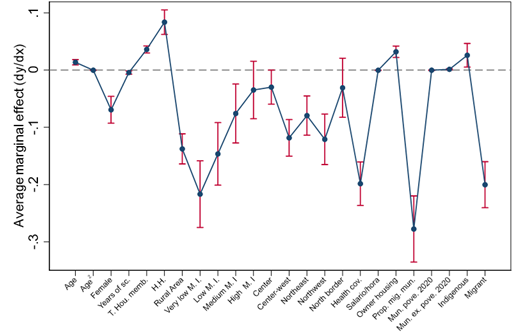 Average marginal effect (dy/dx)
.1
0
-.1
-.2
-.3
Age
Age²
Female
Years of sc.
T. Hou. memb.
H.H.
Rural Area
Very low M. I.
Low M. I.
Medium M. I
High M. I
Center
Center-west
Northeast
Northwest
North border
Health cov.
Salari/hora
Owner housing
Prop. mig. mun.
Mun. pove. 2020
Mun. ex. pove. 2020
Indigenous
Migrant